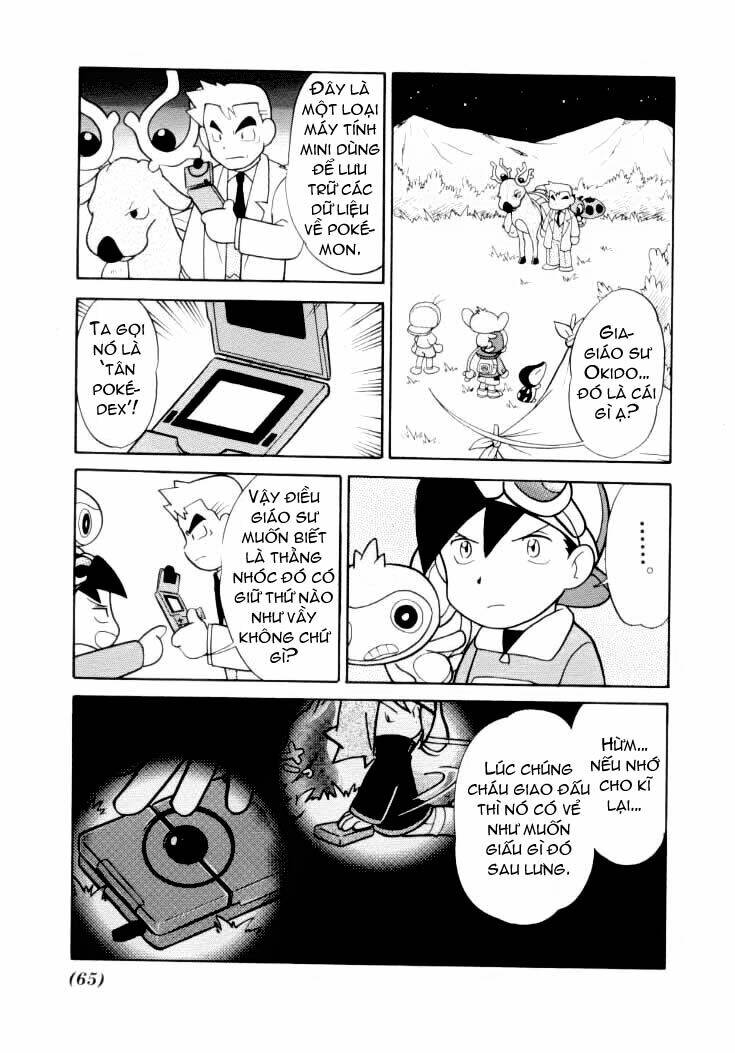 GIA-
GIÁO SƯ
OKIDO...
ĐÓ LÀ CÁI
GÌ Ạ?
ĐÂY LÀ
MỘT LOẠI
MÁY TÍNH
MINI DÙNG
ĐỂ LƯU
TRỮ CÁC
DỮ LIỆU
VỀ POKÉ-
MON.
TA GỌI
NÓ LÀ
'TÂN
POKÉ-
DEX'!
.......
VẬY ĐIỀU
GIÁO SƯ
MUỐN BIẾT
LÀ THẰNG
NHÓC ĐÓ CÓ
GIỮ THỨ NÀO
NHƯ VẦY
KHÔNG CHỨ
GÌ?
HỪM...
NẾU NHỚ
CHO KĨ
LẠI...
LÚC CHÚNG
CHÁU GIAO ĐẤU
THÌ NÓ CÓ VẺ
NHƯ MUỐN
GIẤU GÌ ĐÓ
SAU LƯNG.
(65)